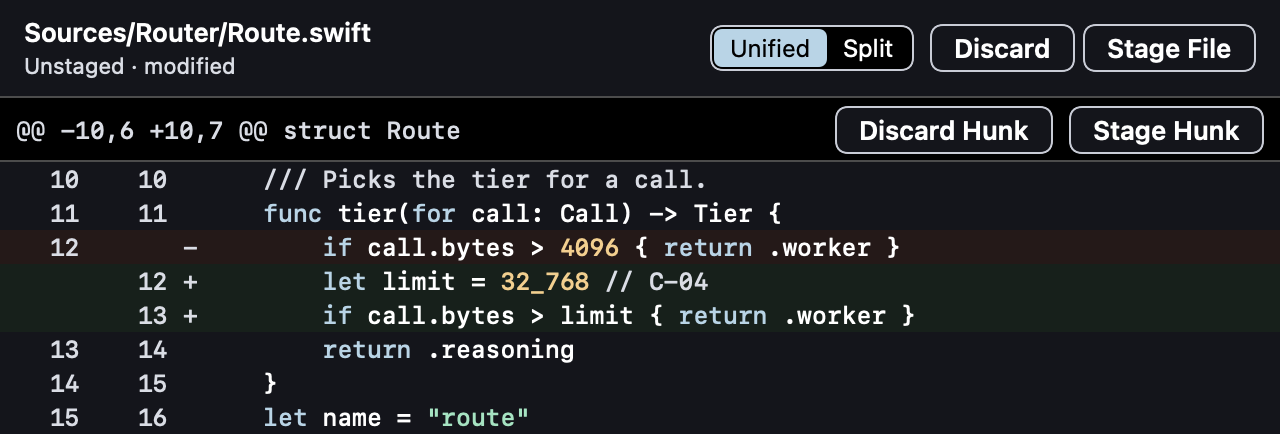 Sources/Router/Route.swift
Unstaged · modified
Unified Split Discard Stage File
@@ −10,6 +10,7 @@ struct Route Discard Hunk Stage Hunk
10 10 /// Picks the tier for a call.
11 11 func tier(for call: Call) −> Tier {
12 − if call.bytes > 4096 { return .worker }
12 + let limit = 32_768 // C−04
13 + if call.bytes > limit { return .worker }
13 14 return .reasoning
14 15 }
15 16 let name = "route"